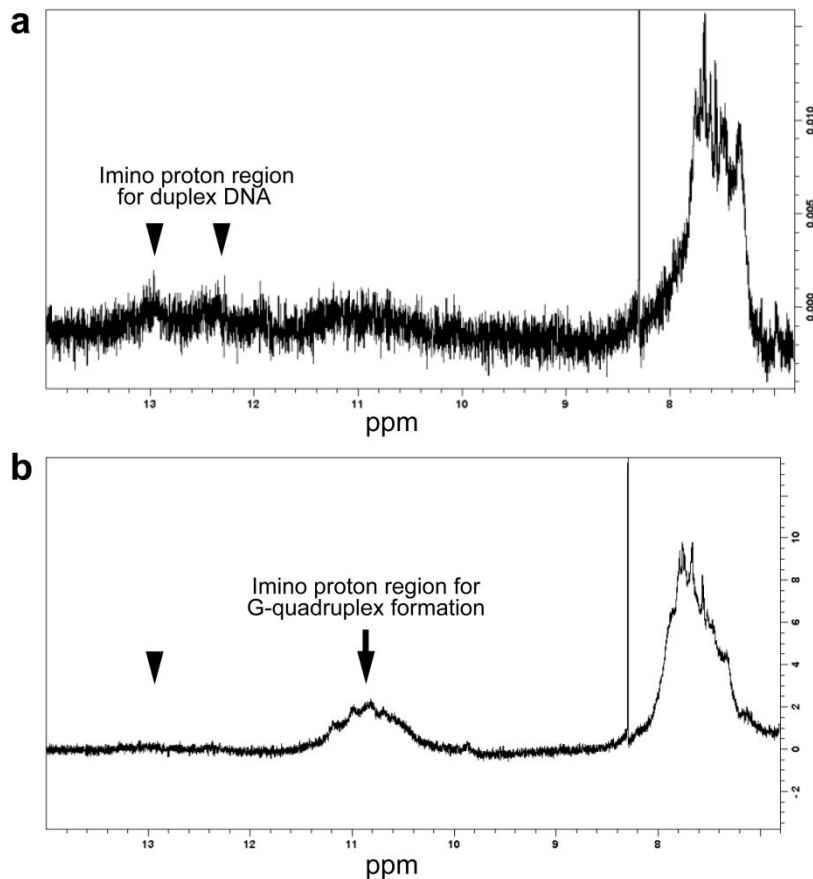 a
Imino proton region
for duplex DNA
0.010
0.005
0.000
13
12
11
10
9
8
ppm
b
Imino proton region for
G-quadruplex formation
10
8
6
4
2
0
-2
13
12
11
10
9
8
ppm